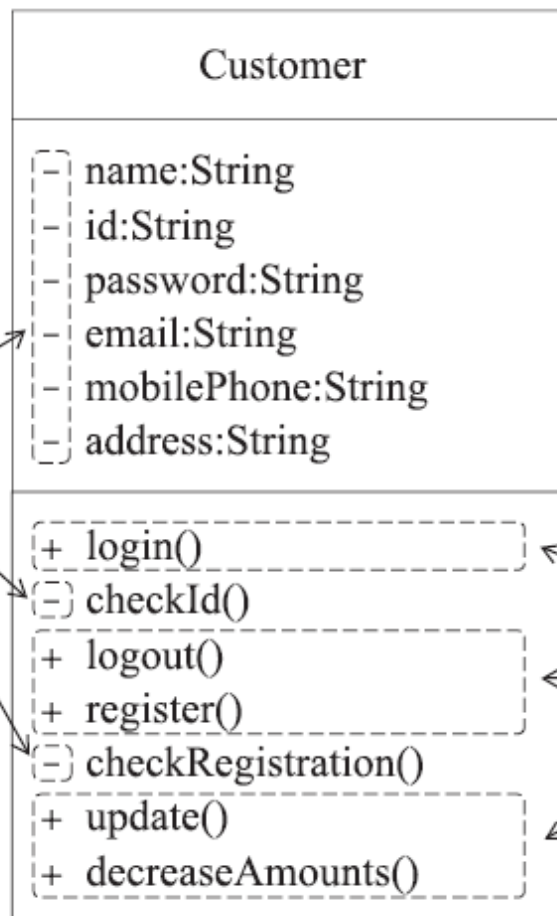 Customer
– name:String
– id:String
– password:String
– email:String
– mobilePhone:String
– address:String
+ login()
– checkId()
+ logout()
+ register()
– checkRegistration()
+ update()
+ decreaseAmounts()